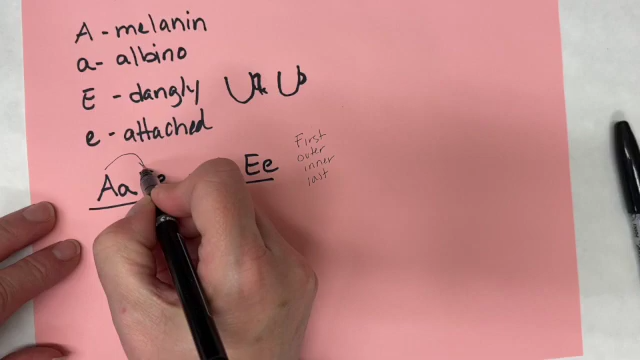 A - melanin
a - albino
E - dangly
e - attached
First
outer
inner
last
Aa Ee